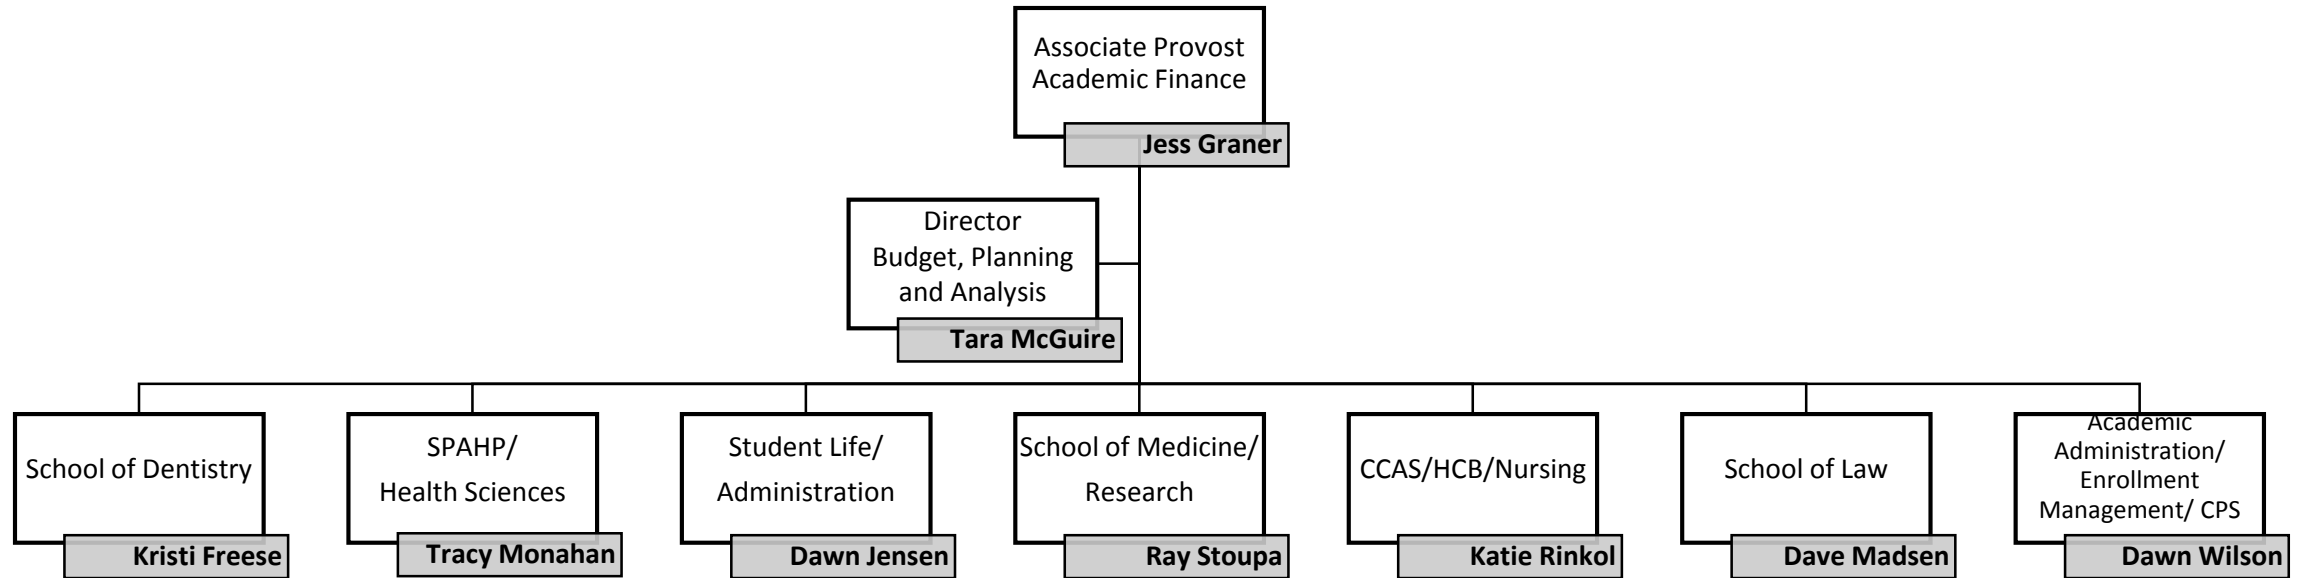 Associate Provost
Academic Finance
Jess Graner
Director
Budget, Planning
and Analysis
Tara McGuire
School of Dentistry
Kristi Freese
SPAHP/
Health Sciences
Tracy Monahan
Student Life/
Administration
Dawn Jensen
School of Medicine/
Research
Ray Stoupa
CCAS/HCB/Nursing
Katie Rinkol
School of Law
Dave Madsen
Academic
Administration/
Enrollment
Management/ CPS
Dawn Wilson